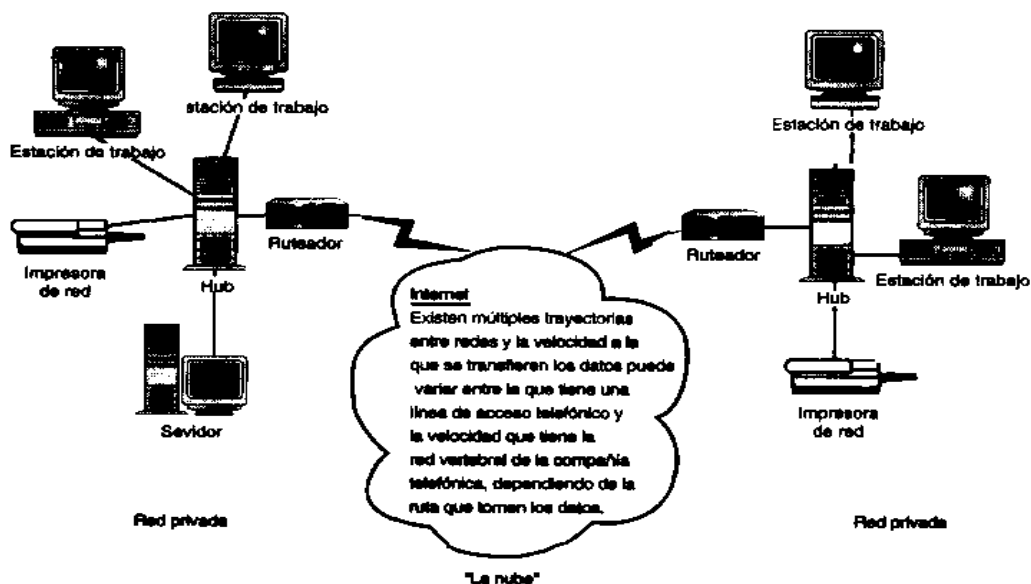 stación de trabajo
Estación de trabajo
Impresora
de red
Hub
Ruteador
Sevidor
Red privada
Internet
Existen múltiples trayectorias
entre redes y la velocidad a la
que se transfieren los datos puede
variar entre la que tiene una
línea de acceso telefónico y
la velocidad que tiene la
red vertebral de la compañía
telefónica, dependiendo de la
ruta que tomen los datos.
"La nube"
Estación de trabajo
Ruteador
Hub
Estación de trabajo
Impresora
de red
Red privada